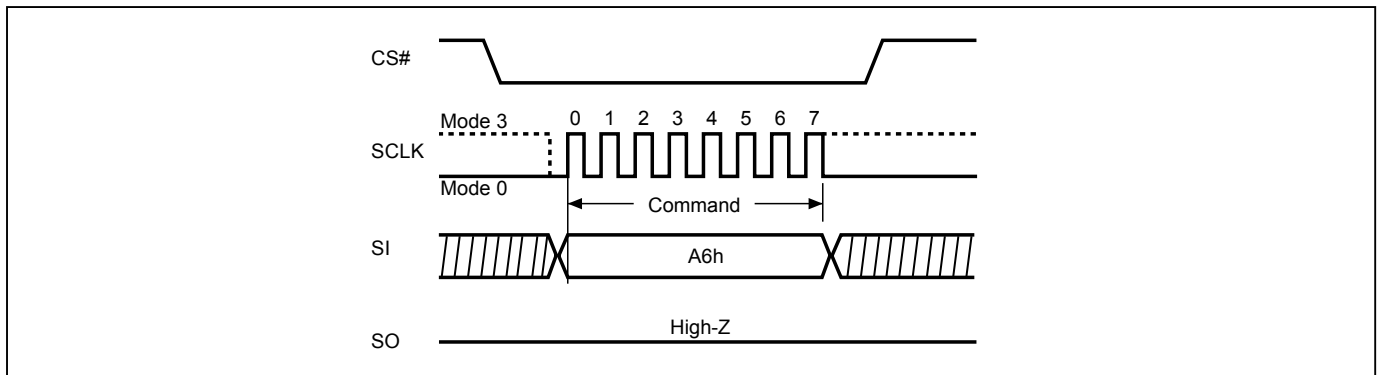 CS#
Mode 3
0 1 2 3 4 5 6 7
SCLK
Mode 0
Command
SI
A6h
High-Z
SO